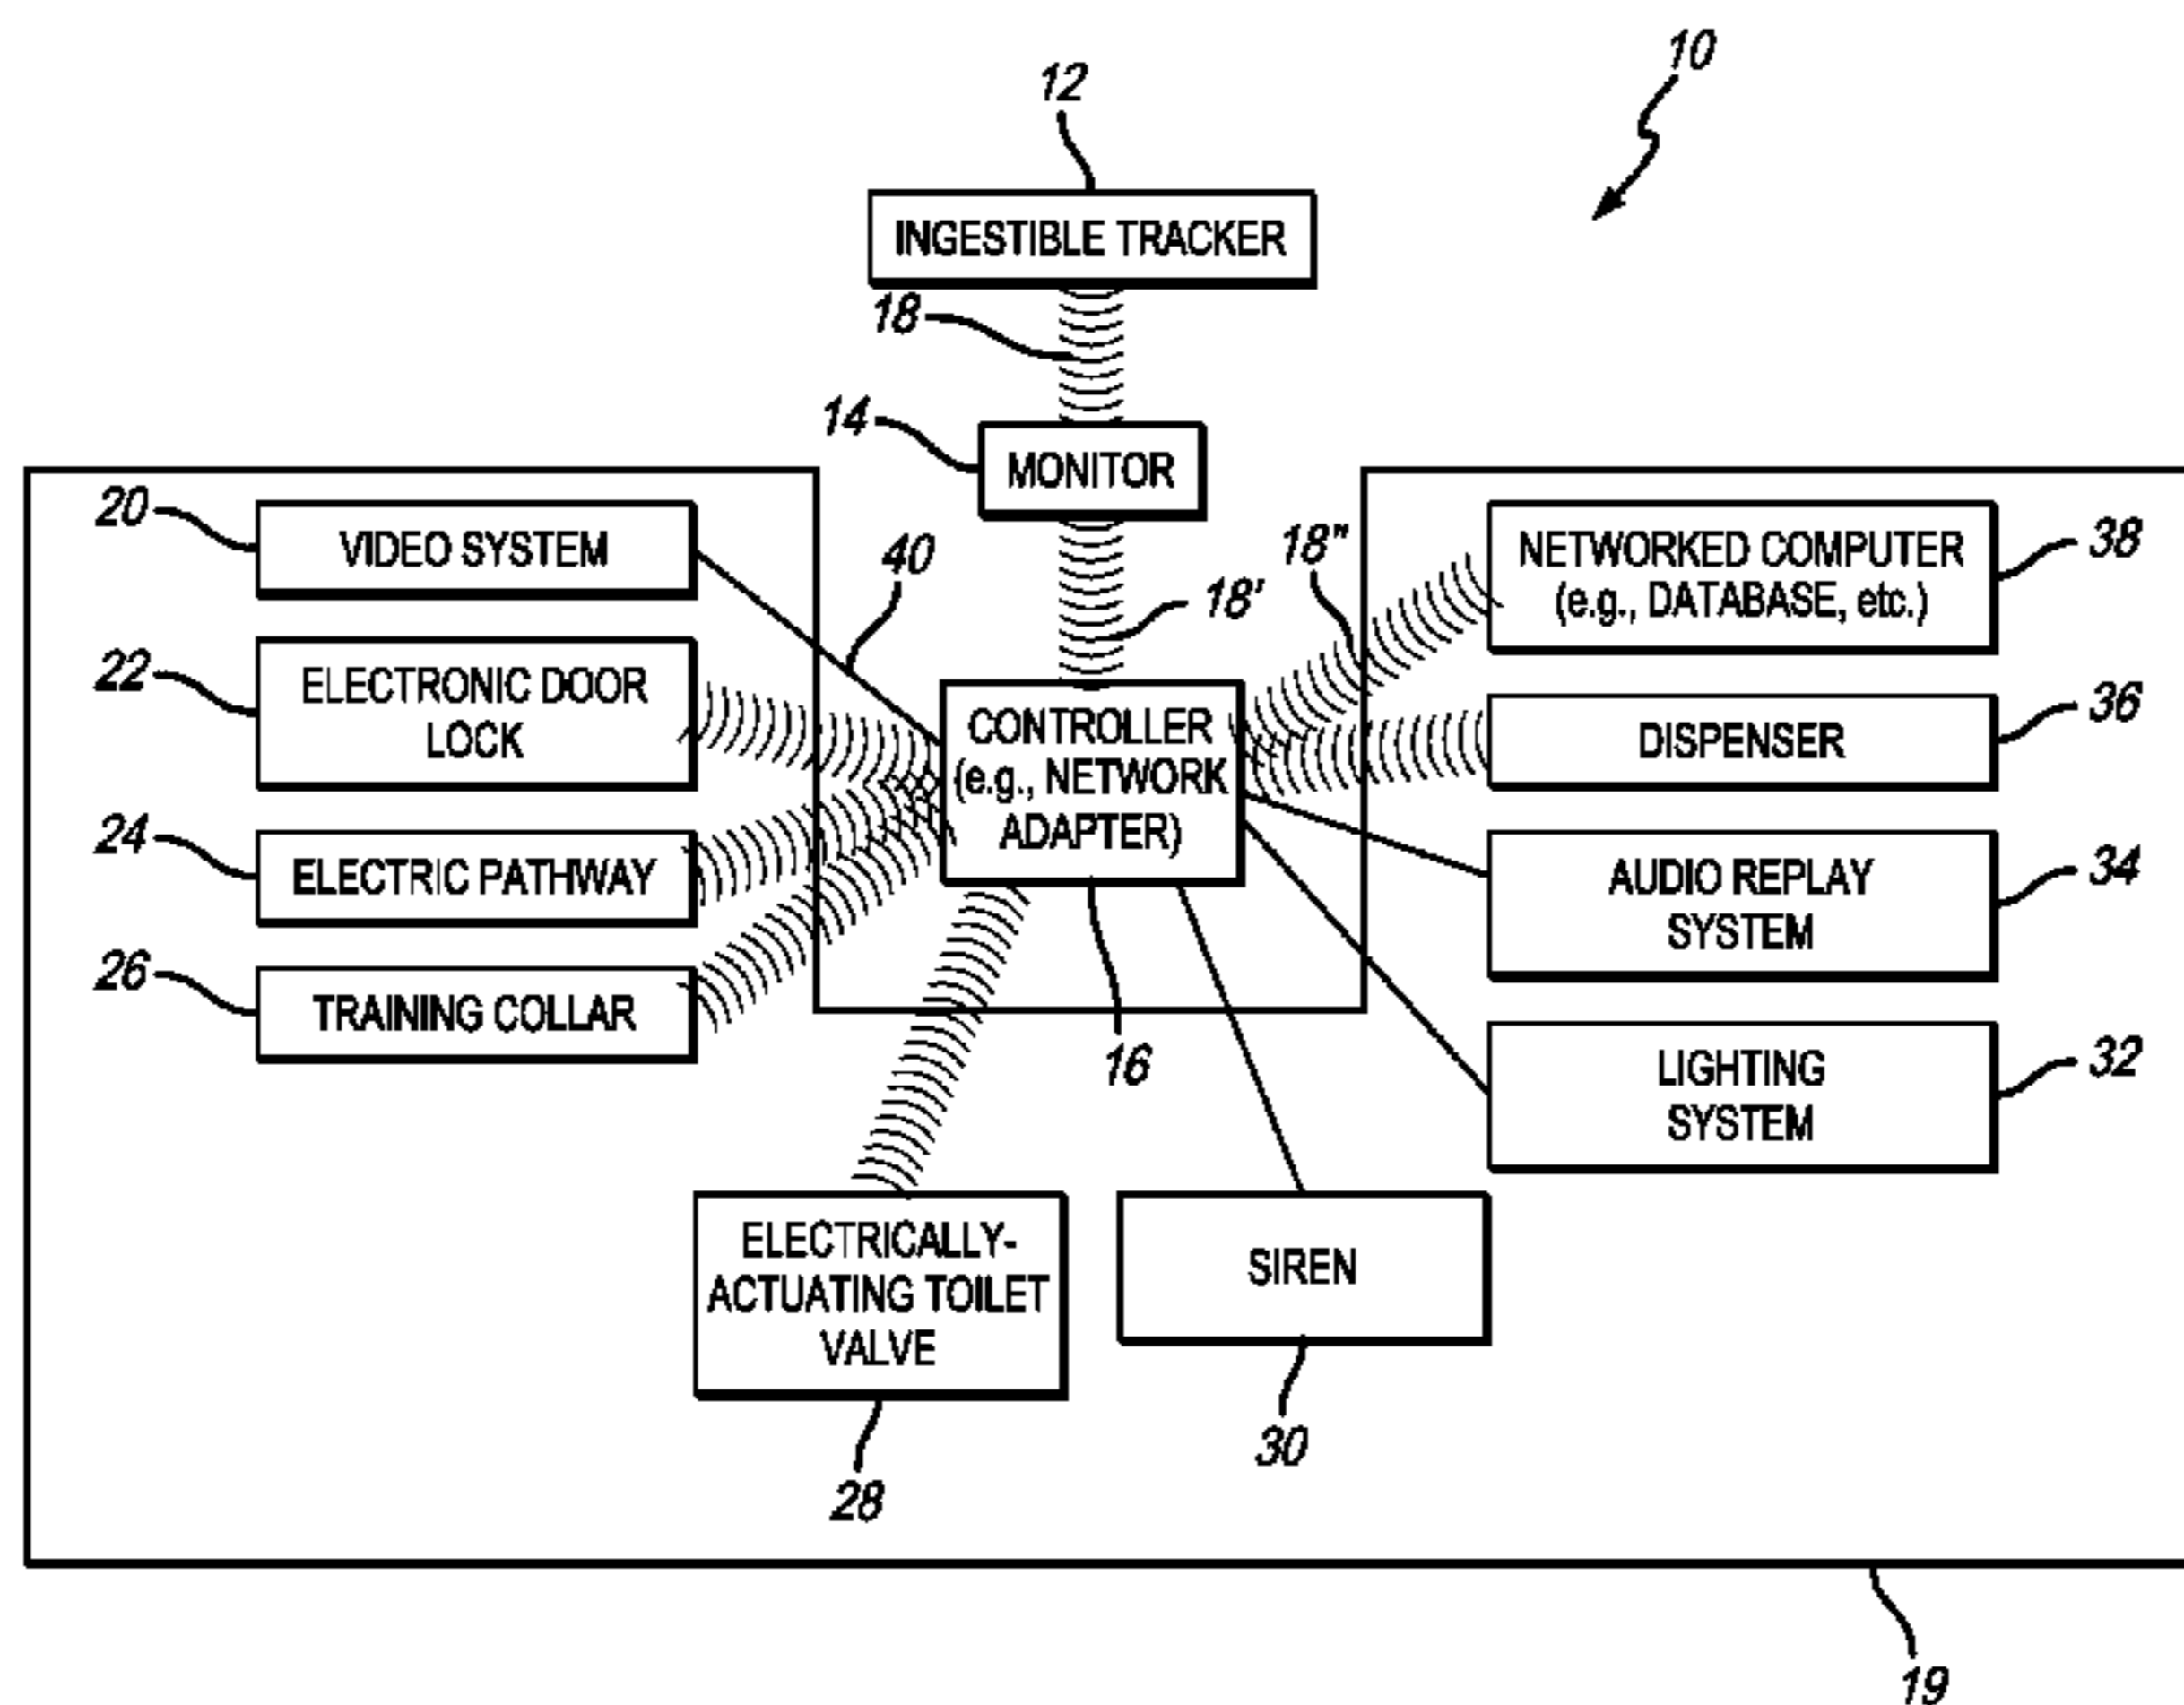 10
12
INGESTIBLE TRACKER
18
14
MONITOR
20
VIDEO SYSTEM
40
18'
18"
NETWORKED COMPUTER
(e.g., DATABASE, etc.)
38
22
ELECTRONIC DOOR
LOCK
CONTROLLER
(e.g., NETWORK
ADAPTER)
DISPENSER
36
24
ELECTRIC PATHWAY
AUDIO REPLAY
SYSTEM
34
26
TRAINING COLLAR
16
LIGHTING
SYSTEM
32
ELECTRICALLY-
ACTUATING TOILET
VALVE
SIREN
28
30
19